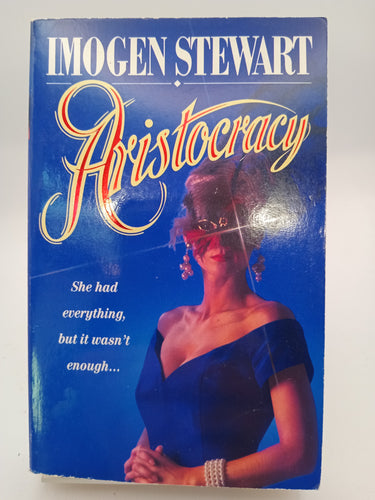 IMOGEN STEWART
Aristocracy
She had
everything,
but it wasn't
enough...